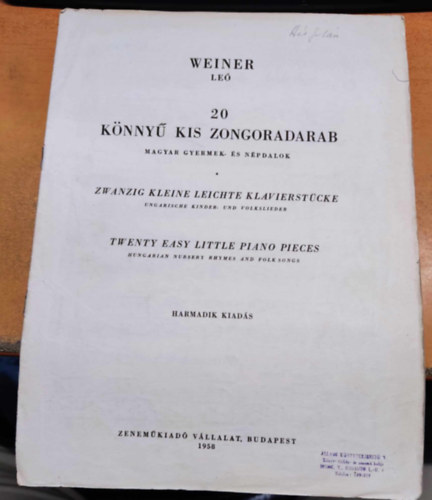 WEINER
LEÓ
20
KÖNNYŰ KIS ZONGORADARAB
MAGYAR GYERMEK- ÉS NÉPDALOK
ZWANZIG KLEINE LEICHTE KLAVIERSTÜCKE
UNGARISCHE KINDER- UND VOLKSLIEDER
TWENTY EASY LITTLE PIANO PIECES
HUNGARIAN NURSERY RHYMES AND FOLK SONGS
HARMADIK KIADÁS
ZENEMŰKIADÓ VÁLLALAT, BUDAPEST
1958